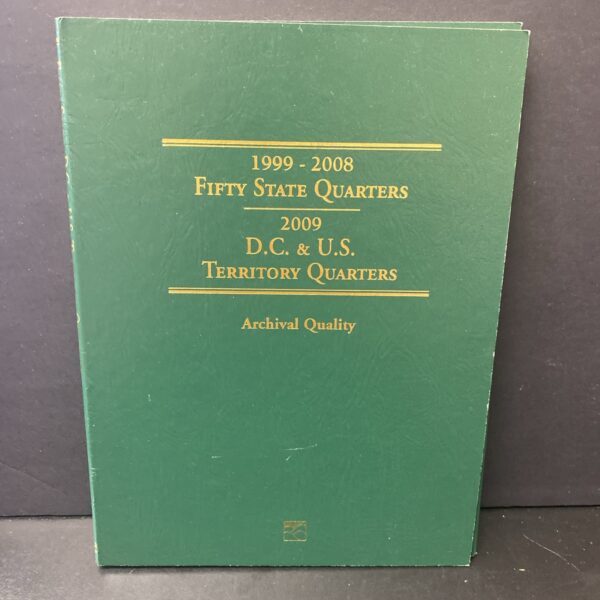 1999 - 2008
FIFTY STATE QUARTERS
2009
D.C. & U.S.
TERRITORY QUARTERS
Archival Quality